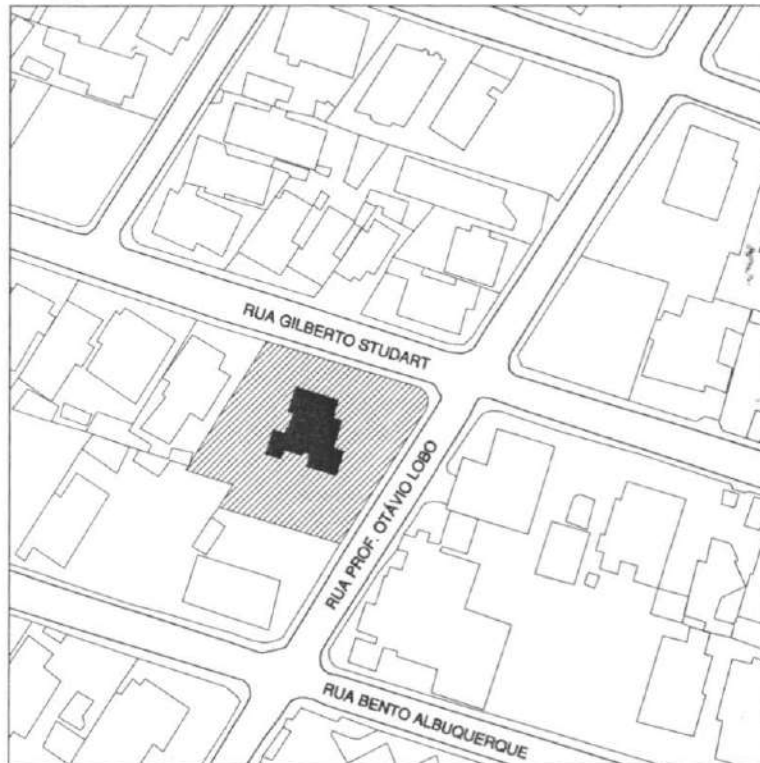 RUA GILBERTO STUDART
RUA PROF. OTÁVIO LOBO
RUA BENTO ALBUQUERQUE